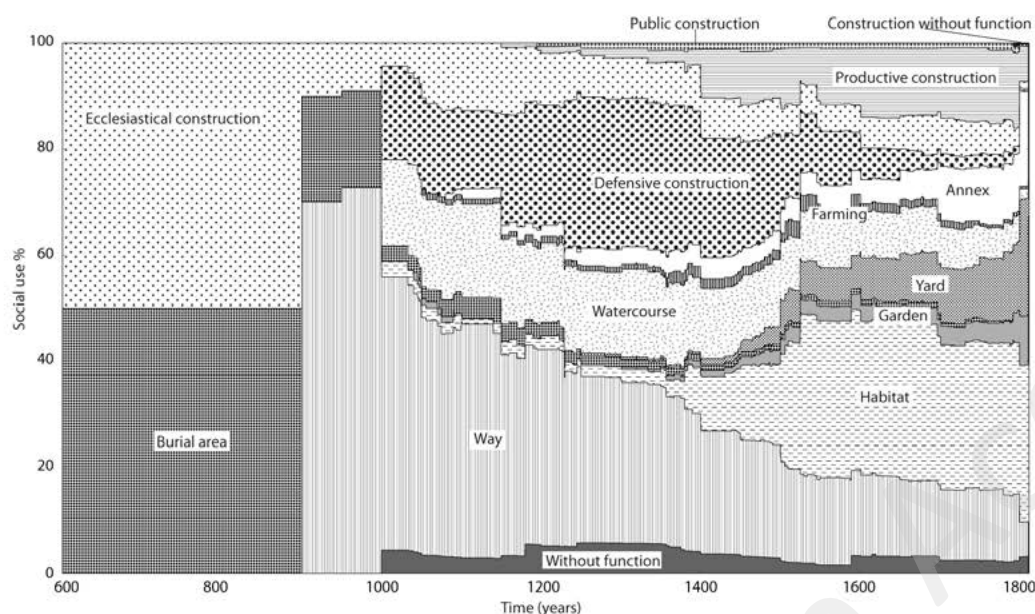 Public construction
Construction without function
100
Productive construction
Ecclesiastical construction
80
Defensive construction
Annex
Farming
60
Social use %
Yard
Watercourse
Garden
40
Habitat
Burial area
Way
20
Without function
0
600
800
1000
1200
1400
1600
1800
Time (years)